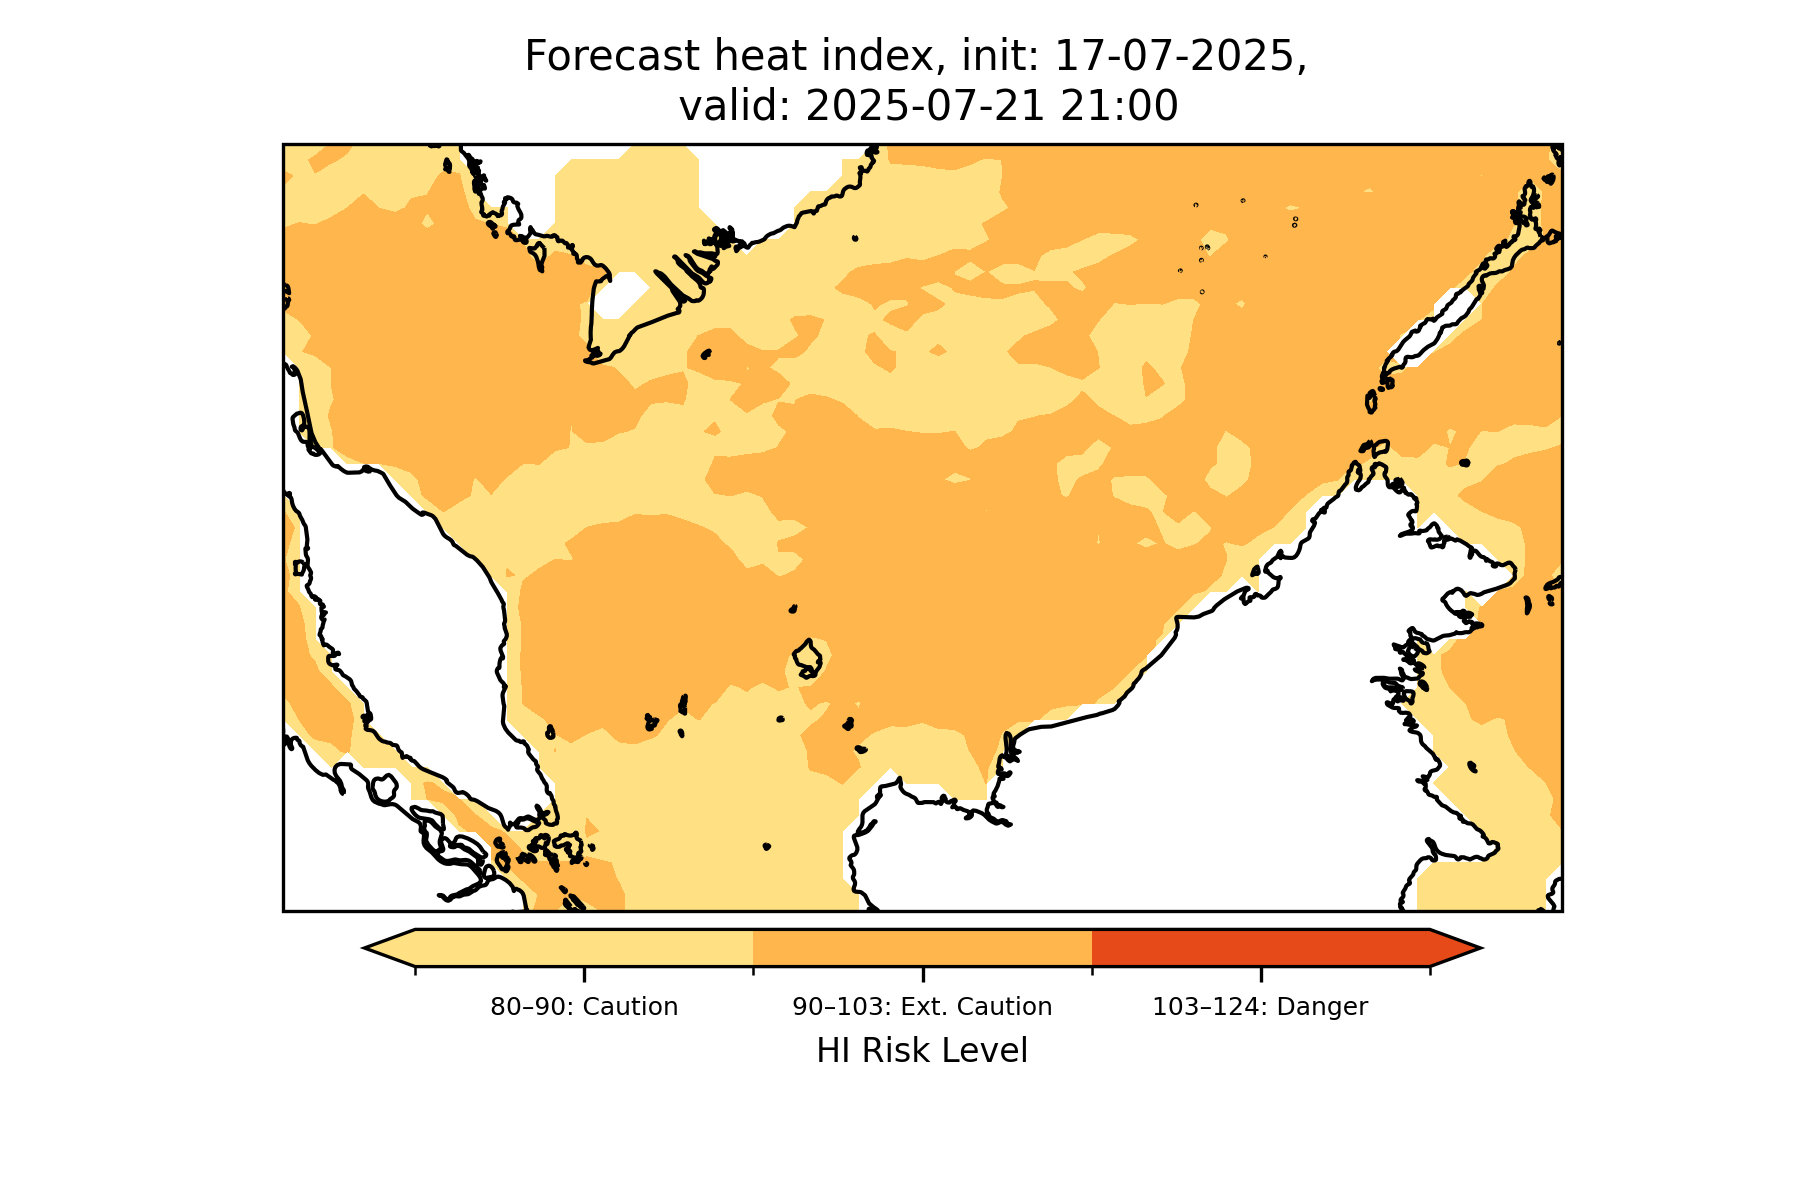 Forecast heat index, init: 17-07-2025,
valid: 2025-07-21 21:00
80–90: Caution
90–103: Ext. Caution
103–124: Danger
HI Risk Level